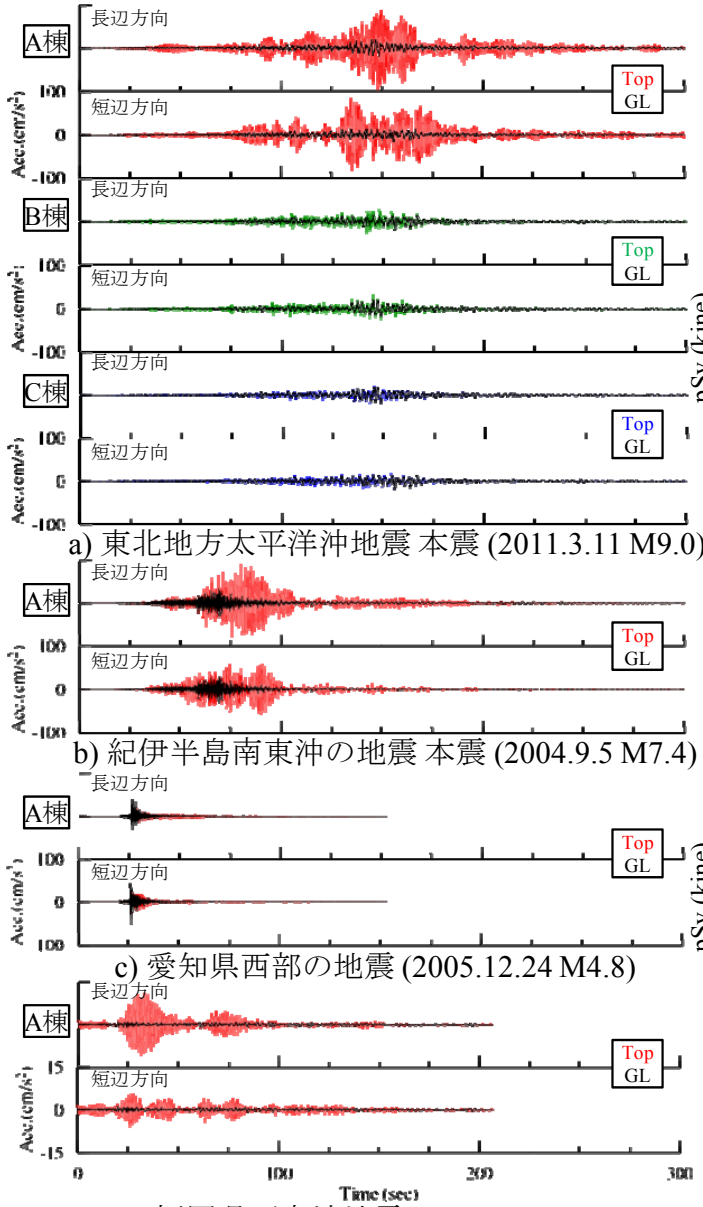 長辺方向
A棟
Top
GL
100
短辺方向
Acc.(cm/s²)
0
-100
長辺方向
B棟
Top
GL
100
短辺方向
Acc.(cm/s²)
0
-100
pSv (kine)
長辺方向
C棟
Top
GL
100
短辺方向
Acc.(cm/s²)
0
-100
0
100
200
300
a) 東北地方太平洋沖地震 本震 (2011.3.11 M9.0)
長辺方向
A棟
Top
GL
100
短辺方向
Acc.(cm/s²)
0
-100
b) 紀伊半島南東沖の地震 本震 (2004.9.5 M7.4)
長辺方向
A棟
Top
GL
100
短辺方向
Acc.(cm/s²)
0
100
pSv (kine)
c) 愛知県西部の地震 (2005.12.24 M4.8)
長辺方向
A棟
Top
GL
15
短辺方向
Acc.(cm/s²)
0
-15
0
100
200
300
Time (sec)